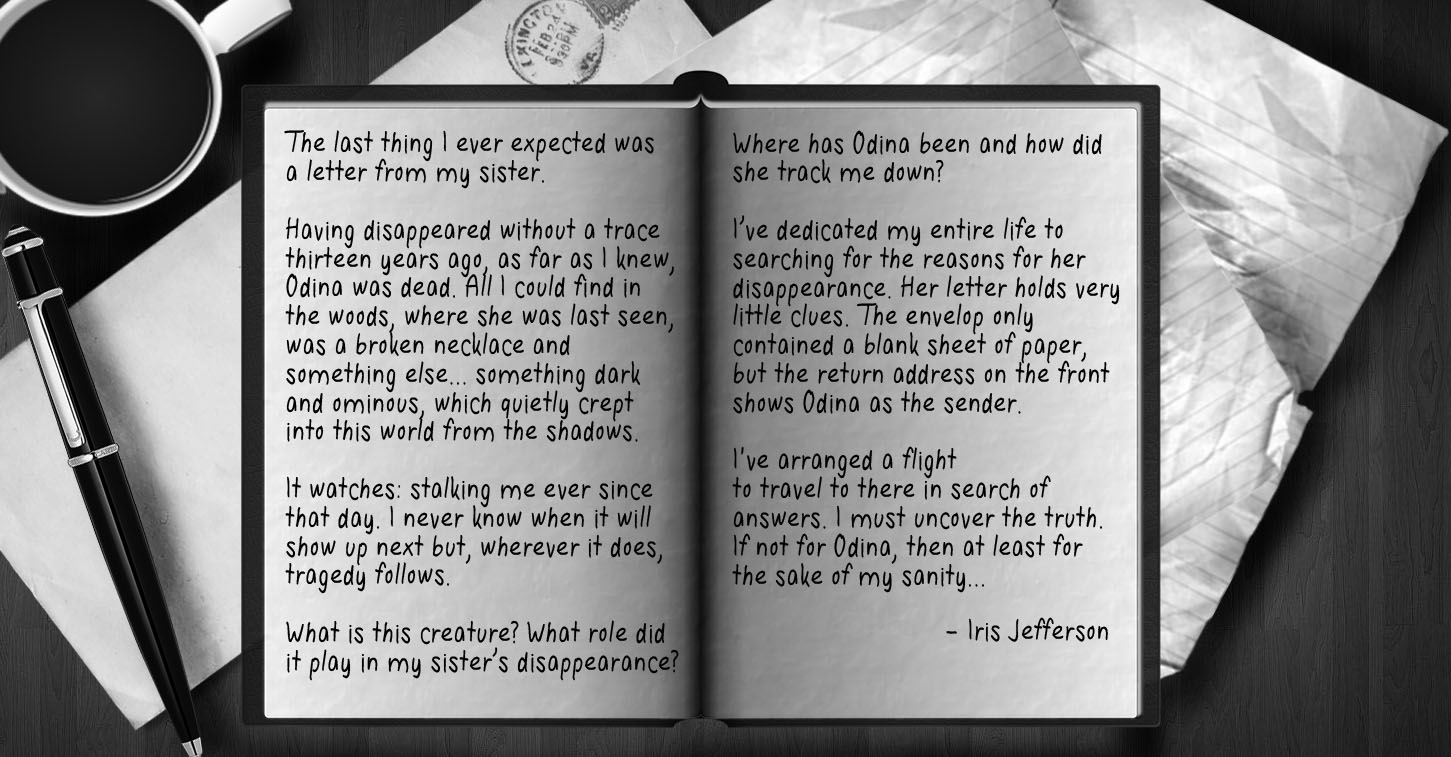 LEXINGTON
FEB 24
930PM
VA.
The last thing I ever expected was
a letter from my sister.
Having disappeared without a trace
thirteen years ago, as far as I knew,
Odina was dead. All I could find in
the woods, where she was last seen,
was a broken necklace and
something else... something dark
and ominous, which quietly crept
into this world from the shadows.
It watches: stalking me ever since
that day. I never know when it will
show up next but, wherever it does,
tragedy follows.
What is this creature? What role did
it play in my sister's disappearance?
Where has Odina been and how did
she track me down?
I've dedicated my entire life to
searching for the reasons for her
disappearance. Her letter holds very
little clues. The envelop only
contained a blank sheet of paper,
but the return address on the front
shows Odina as the sender.
I've arranged a flight
to travel to there in search of
answers. I must uncover the truth.
If not for Odina, then at least for
the sake of my sanity...
- Iris Jefferson